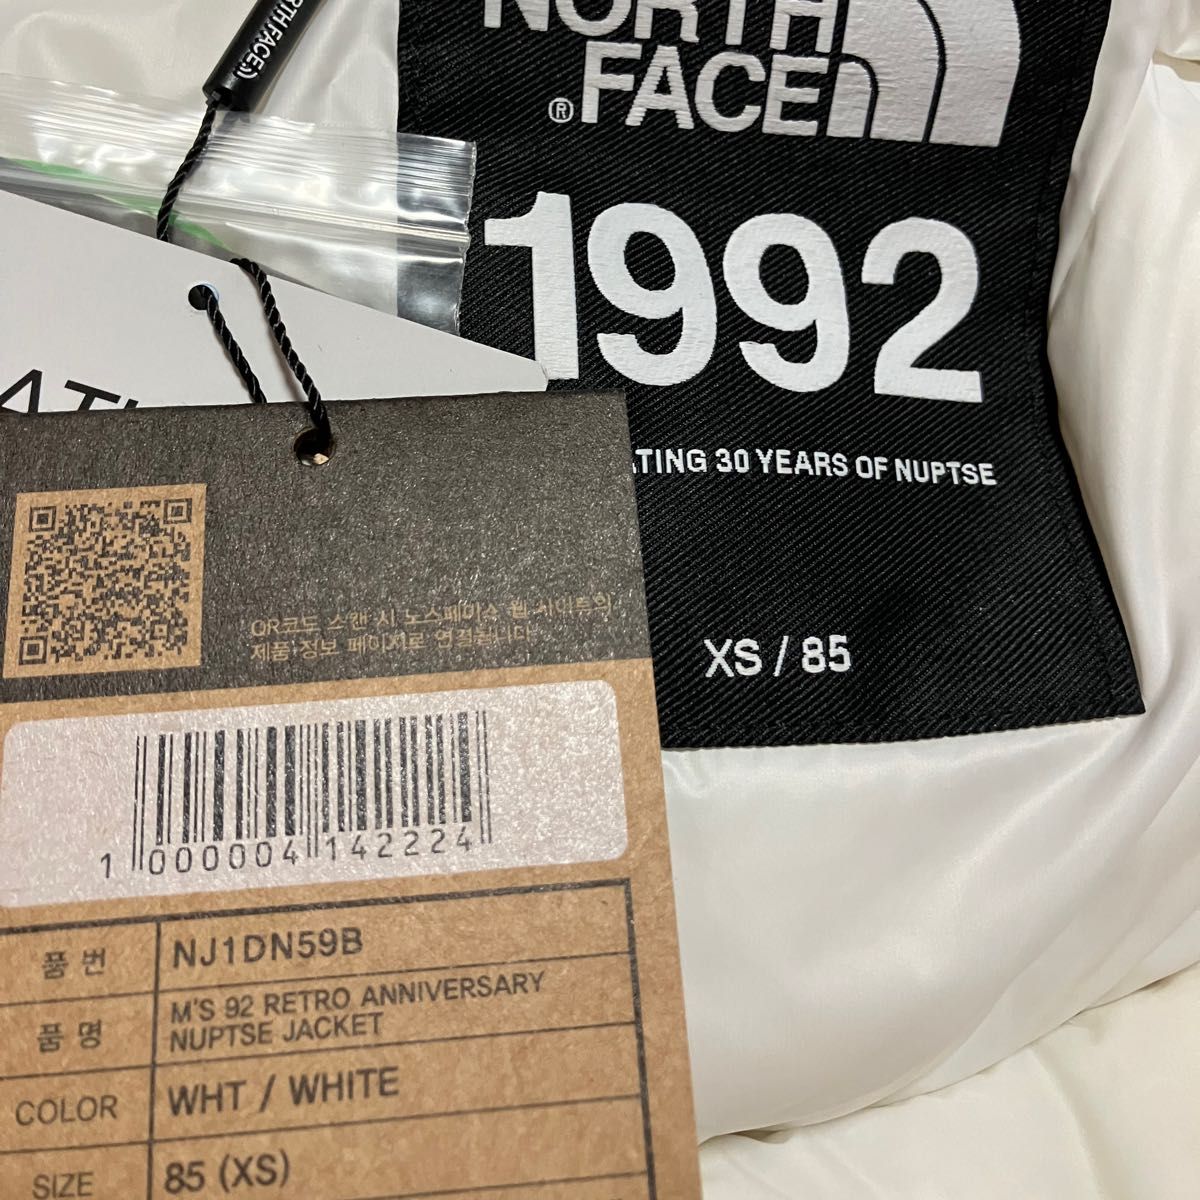 NORTH
FACE
®
1992
ATING 30 YEARS OF NUPTSE
XS / 85
RTH FACE
QR코드 스캔 시 노스페이스 웹 사이트의
제품 정보 페이지로 연결됩니다.
1 000004 142224
품 번 NJ1DN59B
품 명 M'S 92 RETRO ANNIVERSARY
NUPTSE JACKET
COLOR WHT / WHITE
SIZE 85 (XS)